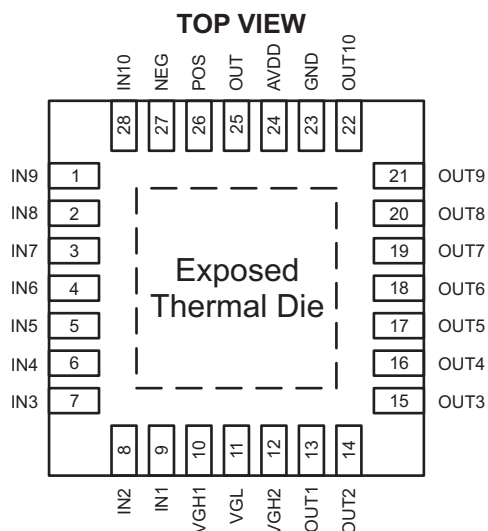 TOP VIEW
IN10 NEG POS OUT AVDD GND OUT10
28 27 26 25 24 23 22
IN9 1 21 OUT9
IN8 2 20 OUT8
IN7 3 19 OUT7
IN6 4 18 OUT6
IN5 5 17 OUT5
IN4 6 16 OUT4
IN3 7 15 OUT3
Exposed
Thermal Die
8 9 10 11 12 13 14
IN2 IN1 VGH1 VGL VGH2 OUT1 OUT2